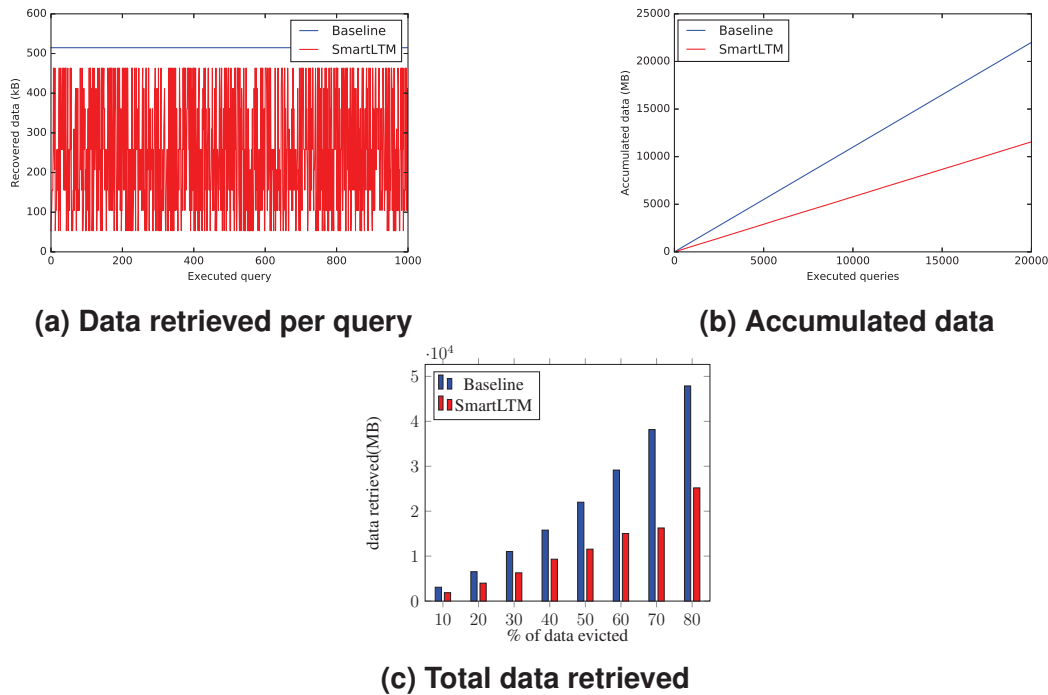 600
500
400
300
200
100
0
Recovered data (kB)
Baseline
SmartLTM
0 200 400 600 800 1000
Executed query
(a) Data retrieved per query
25000
20000
15000
10000
5000
0
Accumulated data (MB)
Baseline
SmartLTM
0 5000 10000 15000 20000
Executed queries
(b) Accumulated data
·10⁴
5
4
3
2
1
0
data retrieved(MB)
Baseline
SmartLTM
10 20 30 40 50 60 70 80
% of data evicted
(c) Total data retrieved